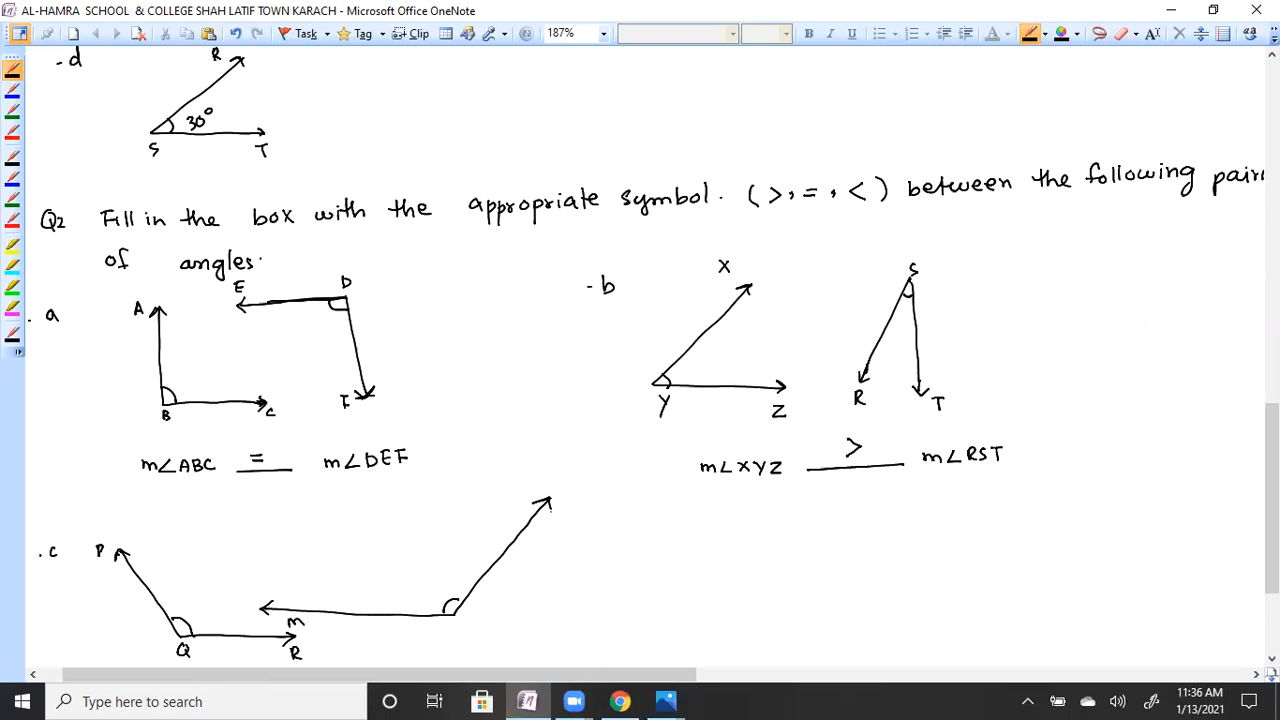 AL-HAMRA SCHOOL & COLLEGE SHAH LATIF TOWN KARACH - Microsoft Office OneNote
Task Tag Clip 187% B I U
- d
R
30°
S T
Q2 Fill in the box with the appropriate symbol. (>, =, <) between the following pairs
of angles.
. a
A
E D
B C F
m∠ABC = m∠DEF
- b
X S
Y Z R T
m∠XYZ > m∠RST
. c
P
M
Q R
Type here to search
11:36 AM
1/13/2021